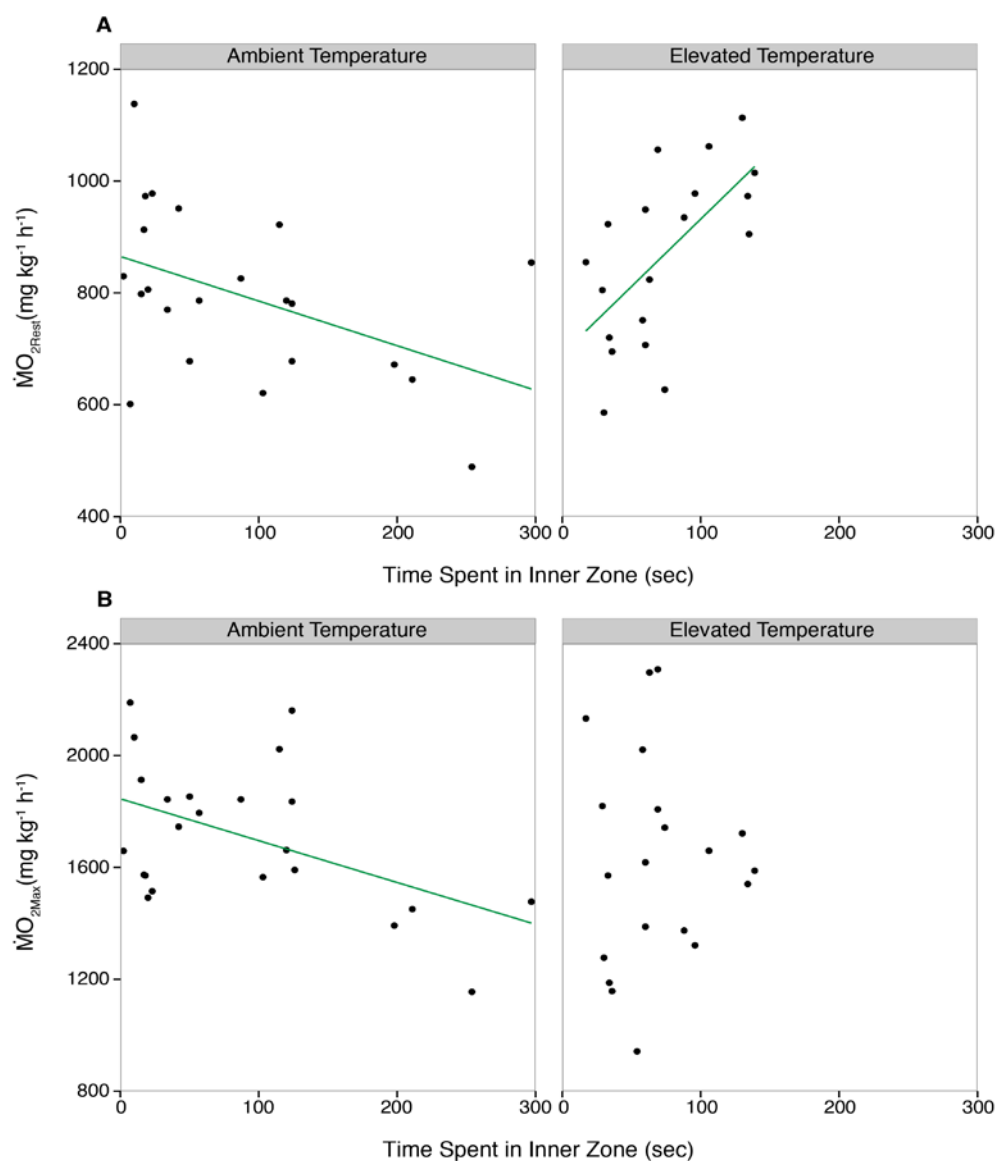 A
Ambient Temperature Elevated Temperature
1200
1000
800
600
400
ṀO2Rest(mg kg-1 h-1)
0 100 200 300 0 100 200 300
Time Spent in Inner Zone (sec)
B
Ambient Temperature Elevated Temperature
2400
2000
1600
1200
800
ṀO2Max(mg kg-1 h-1)
0 100 200 300 0 100 200 300
Time Spent in Inner Zone (sec)